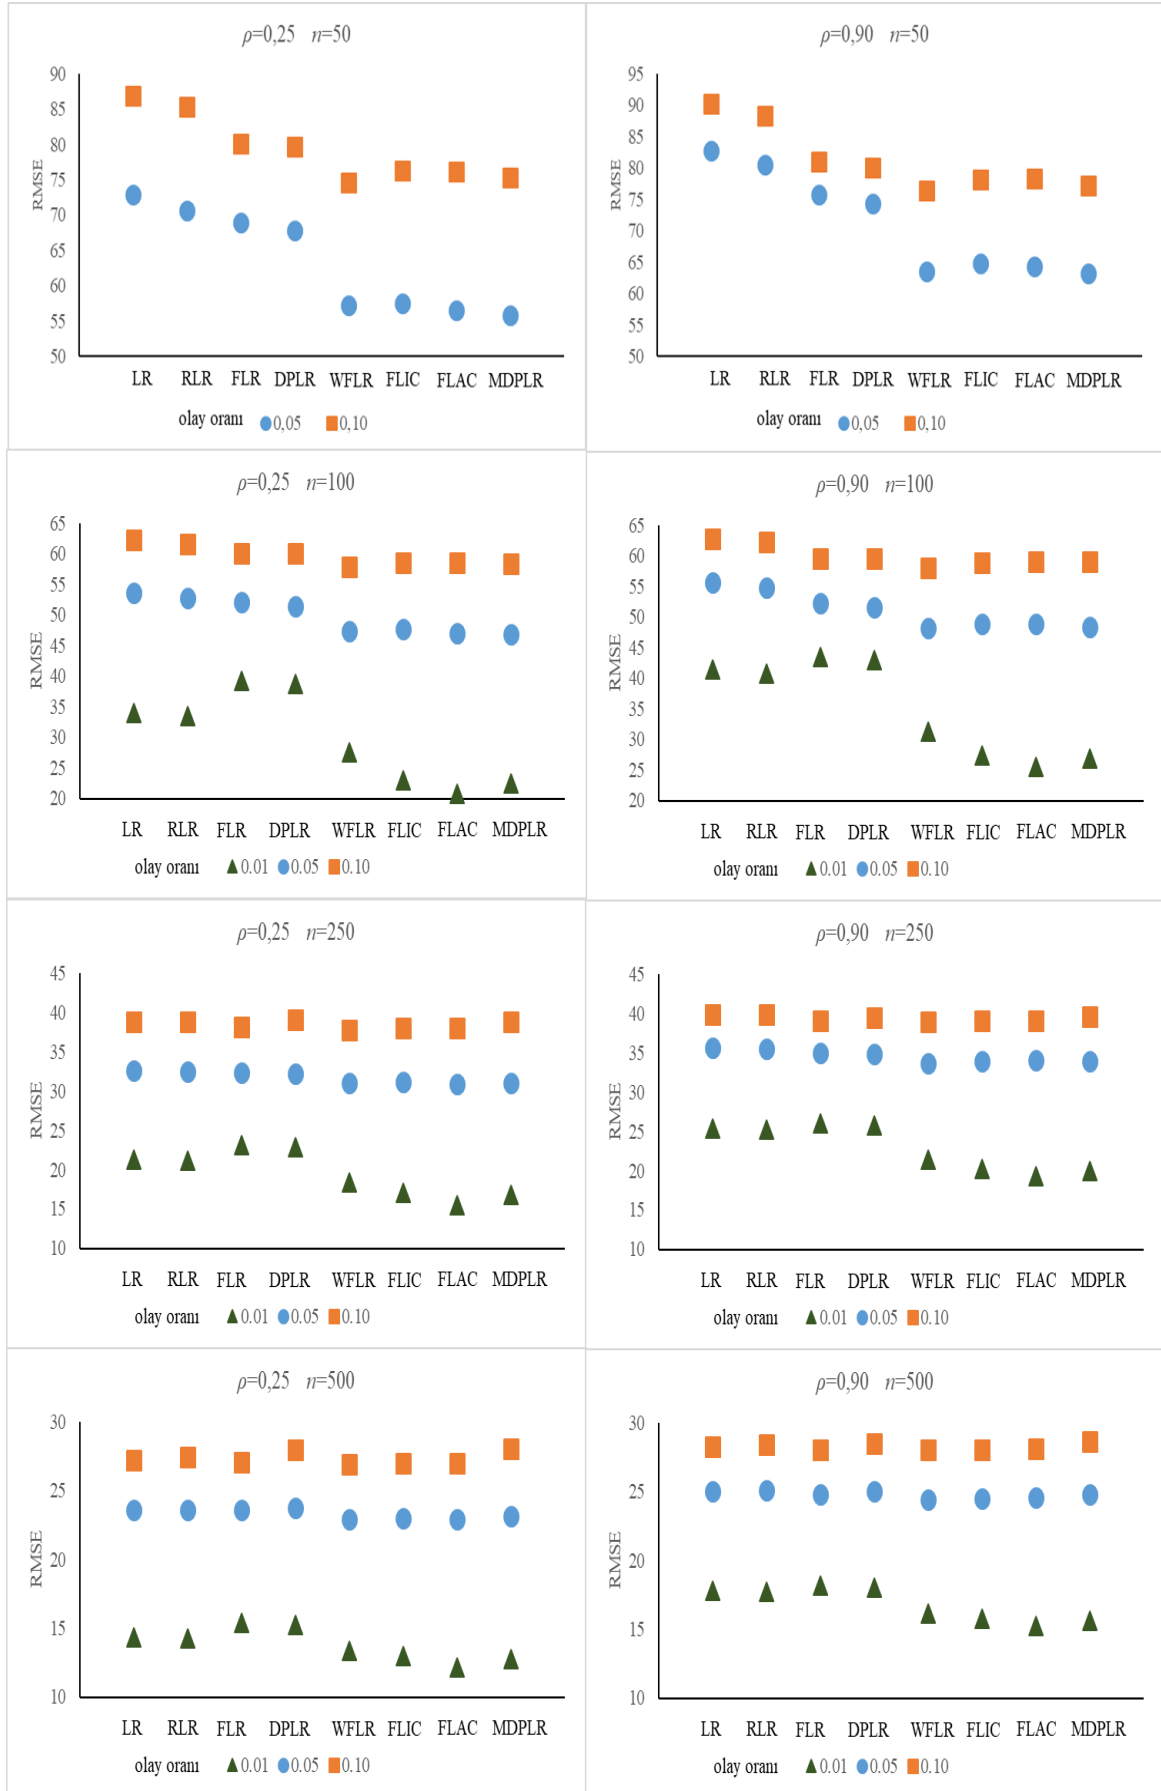 ρ=0,25 n=50
90
85
80
75
70
65
60
55
50
RMSE
LR RLR FLR DPLR WFLR FLIC FLAC MDPLR
olay oranı 0,05 0,10
ρ=0,90 n=50
95
90
85
80
75
70
65
60
55
50
RMSE
LR RLR FLR DPLR WFLR FLIC FLAC MDPLR
olay oranı 0,05 0,10
ρ=0,25 n=100
65
60
55
50
45
40
35
30
25
20
RMSE
LR RLR FLR DPLR WFLR FLIC FLAC MDPLR
olay oranı 0.01 0.05 0.10
ρ=0,90 n=100
65
60
55
50
45
40
35
30
25
20
RMSE
LR RLR FLR DPLR WFLR FLIC FLAC MDPLR
olay oranı 0.01 0.05 0.10
ρ=0,25 n=250
45
40
35
30
25
20
15
10
RMSE
LR RLR FLR DPLR WFLR FLIC FLAC MDPLR
olay oranı 0.01 0.05 0.10
ρ=0,90 n=250
45
40
35
30
25
20
15
10
RMSE
LR RLR FLR DPLR WFLR FLIC FLAC MDPLR
olay oranı 0.01 0.05 0.10
ρ=0,25 n=500
30
25
20
15
10
RMSE
LR RLR FLR DPLR WFLR FLIC FLAC MDPLR
olay oranı 0.01 0.05 0.10
ρ=0,90 n=500
30
25
20
15
10
RMSE
LR RLR FLR DPLR WFLR FLIC FLAC MDPLR
olay oranı 0.01 0.05 0.10